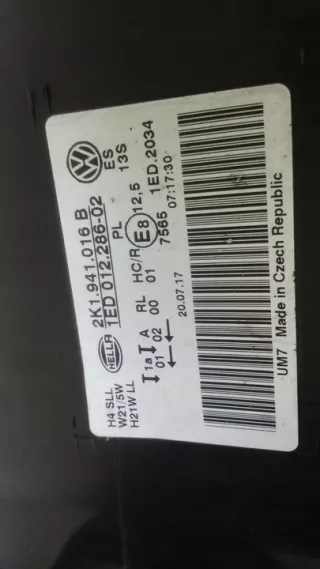 2K1.941.016 B ES
HELLA 1ED 012.286-02 PL 13S
1a A RL HC/R E8 12,5 1ED.2034
01 02 00 01 7565
H4 SLL
W21/5W
H21W LL
20.07.17 07:17:30
UM7 Made in Czech Republic